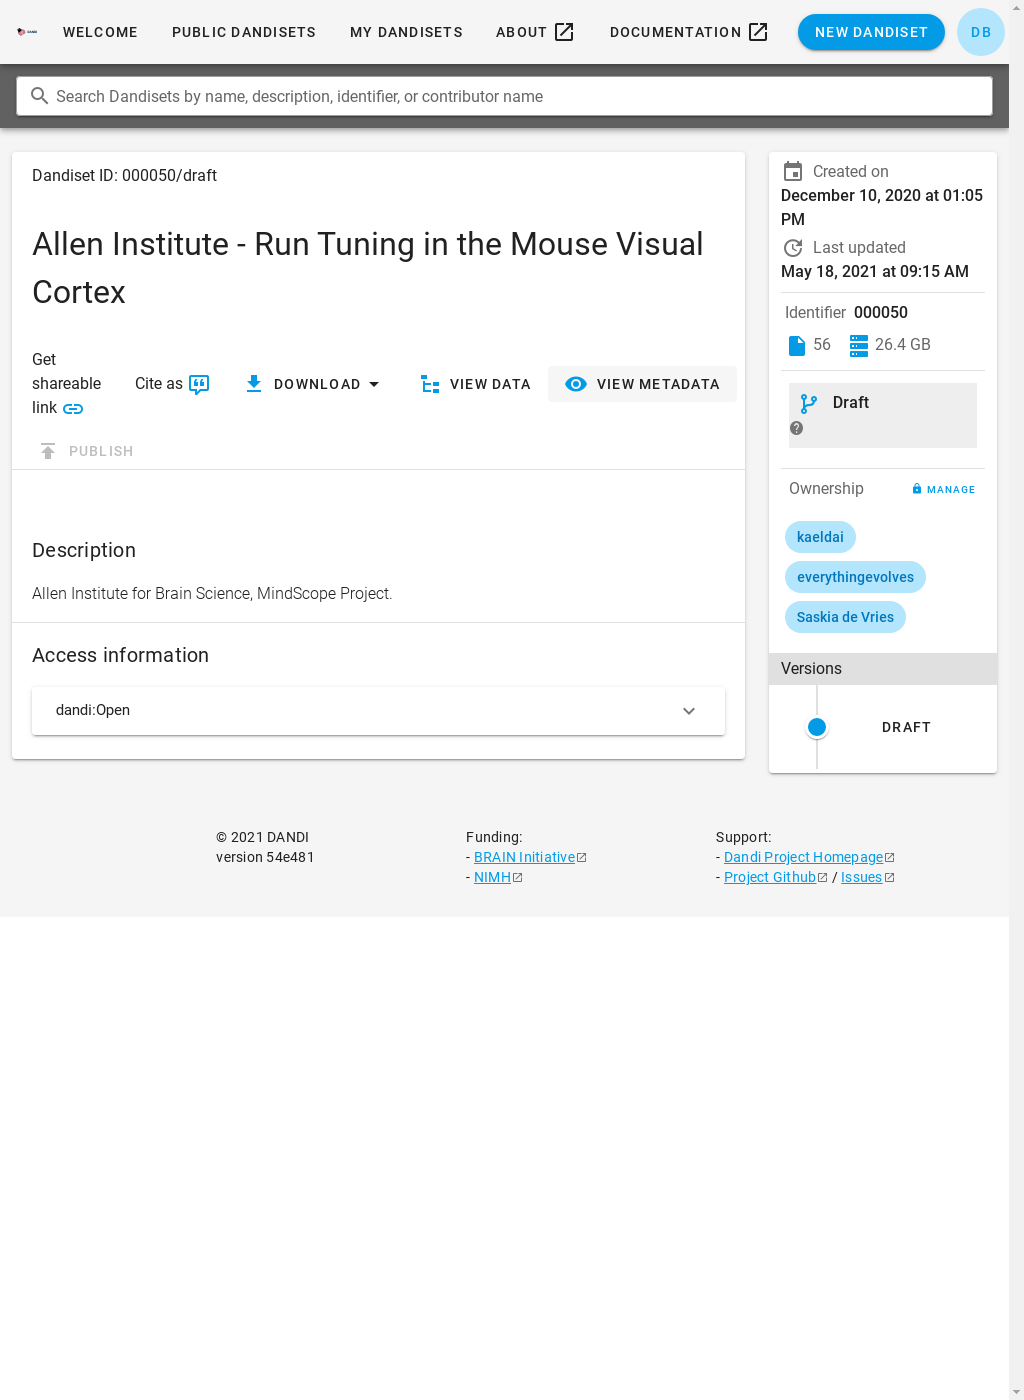 WELCOME PUBLIC DANDISETS MY DANDISETS ABOUT DOCUMENTATION NEW DANDISET DB
Search Dandisets by name, description, identifier, or contributor name
Dandiset ID: 000050/draft
Allen Institute - Run Tuning in the Mouse Visual
Cortex
Get
shareable
link
Cite as
DOWNLOAD
VIEW DATA
VIEW METADATA
PUBLISH
Description
Allen Institute for Brain Science, MindScope Project.
Access information
dandi:Open
Created on
December 10, 2020 at 01:05
PM
Last updated
May 18, 2021 at 09:15 AM
Identifier 000050
56 26.4 GB
Draft
Ownership MANAGE
kaeldai
everythingevolves
Saskia de Vries
Versions
DRAFT
© 2021 DANDI
version 54e481
Funding:
- BRAIN Initiative
- NIMH
Support:
- Dandi Project Homepage
- Project Github / Issues